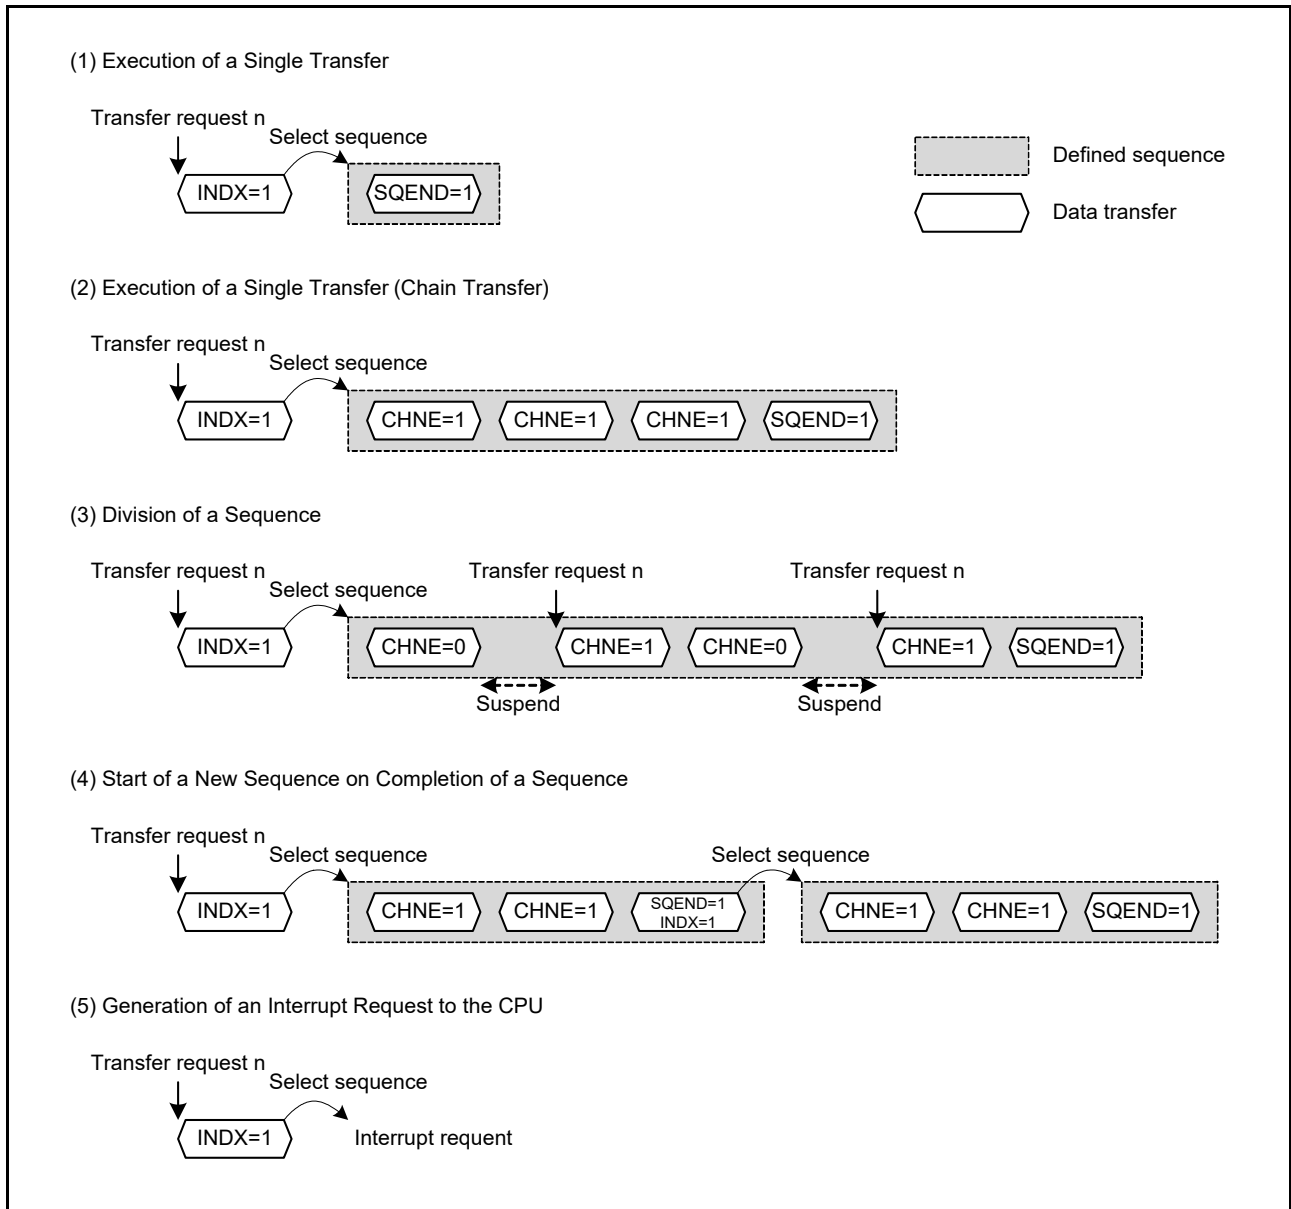 (1) Execution of a Single Transfer
Transfer request n
Select sequence
INDX=1
SQEND=1
Defined sequence
Data transfer
(2) Execution of a Single Transfer (Chain Transfer)
Transfer request n
Select sequence
INDX=1
CHNE=1
CHNE=1
CHNE=1
SQEND=1
(3) Division of a Sequence
Transfer request n
Select sequence
Transfer request n
Transfer request n
INDX=1
CHNE=0
CHNE=1
CHNE=0
CHNE=1
SQEND=1
Suspend
Suspend
(4) Start of a New Sequence on Completion of a Sequence
Transfer request n
Select sequence
Select sequence
INDX=1
CHNE=1
CHNE=1
SQEND=1
INDX=1
CHNE=1
CHNE=1
SQEND=1
(5) Generation of an Interrupt Request to the CPU
Transfer request n
Select sequence
INDX=1
Interrupt requent